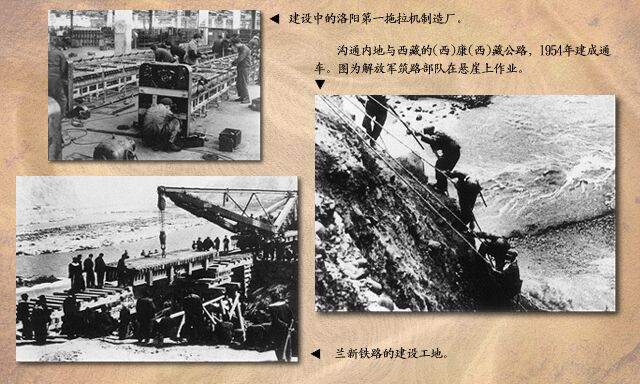 建设中的洛阳第一拖拉机制造厂。
沟通内地与西藏的(西)康(西)藏公路，1954年建成通
车。图为解放军筑路部队在悬崖上作业。
兰新铁路的建设工地。